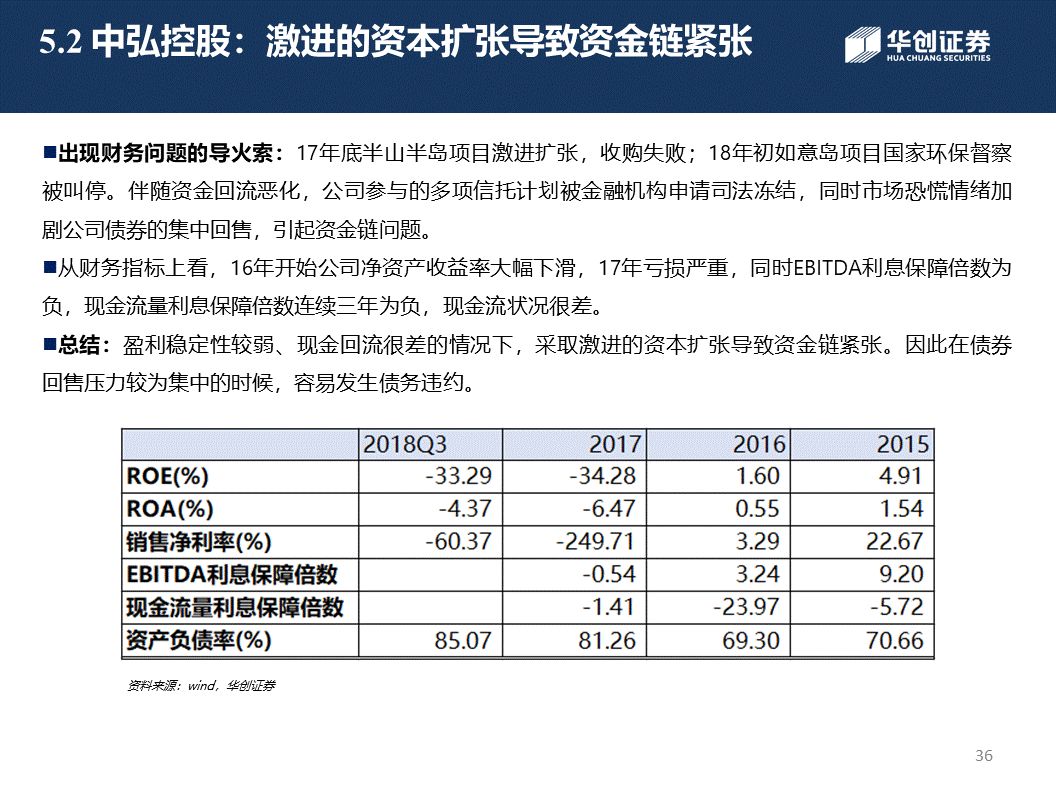 5.2 中弘控股：激进的资本扩张导致资金链紧张
华创证券
HUA CHUANG SECURITIES
■出现财务问题的导火索：17年底半山半岛项目激进扩张，收购失败；18年初如意岛项目国家环保督察
被叫停。伴随资金回流恶化，公司参与的多项信托计划被金融机构申请司法冻结，同时市场恐慌情绪加
剧公司债券的集中回售，引起资金链问题。
■从财务指标上看，16年开始公司净资产收益率大幅下滑，17年亏损严重，同时EBITDA利息保障倍数为
负，现金流量利息保障倍数连续三年为负，现金流状况很差。
■总结：盈利稳定性较弱、现金回流很差的情况下，采取激进的资本扩张导致资金链紧张。因此在债券
回售压力较为集中的时候，容易发生债务违约。
2018Q3 2017 2016 2015
ROE(%) -33.29 -34.28 1.60 4.91
ROA(%) -4.37 -6.47 0.55 1.54
销售净利率(%) -60.37 -249.71 3.29 22.67
EBITDA利息保障倍数 -0.54 3.24 9.20
现金流量利息保障倍数 -1.41 -23.97 -5.72
资产负债率(%) 85.07 81.26 69.30 70.66
资料来源：wind，华创证券
36